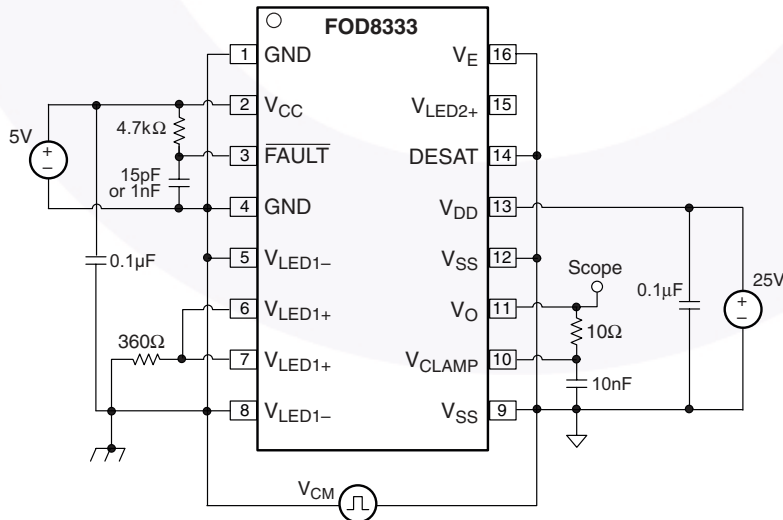 FOD8333
1 GND
2 VCC
3 FAULT
4 GND
5 VLED1–
6 VLED1+
7 VLED1+
8 VLED1–
VE 16
VLED2+ 15
DESAT 14
VDD 13
VSS 12
VO 11
VCLAMP 10
VSS 9
5V
+
–
4.7kΩ
15pF
or 1nF
0.1µF
360Ω
Scope
10Ω
10nF
0.1µF
25V
+
–
VCM